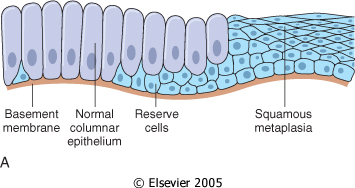 Basement
membrane
Normal
columnar
epithelium
Reserve
cells
Squamous
metaplasia
A
© Elsevier 2005